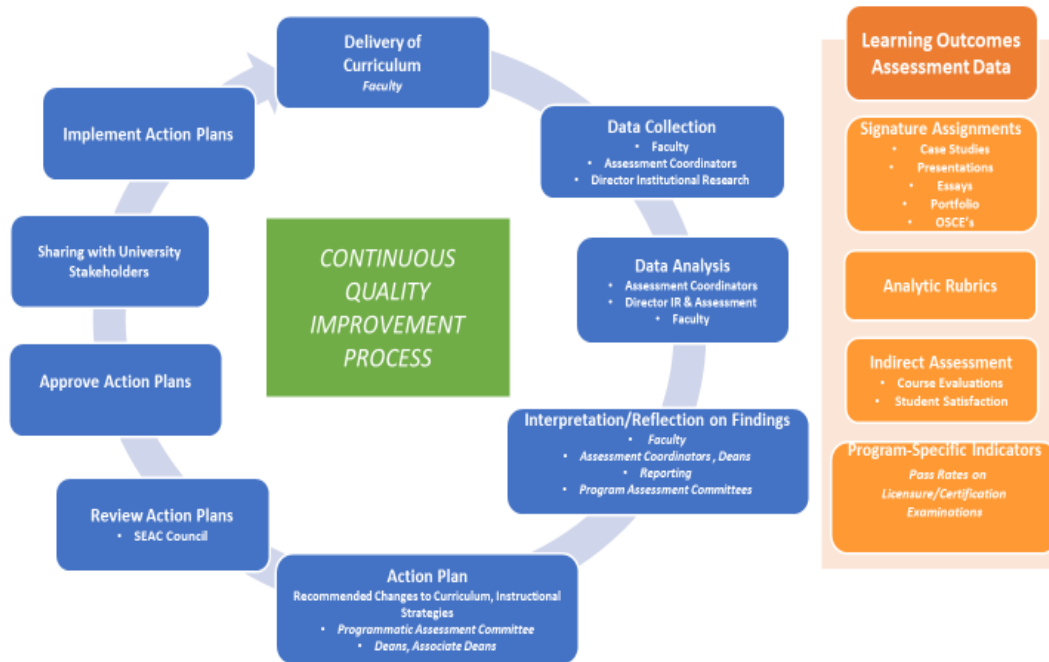 Delivery of
Curriculum
Faculty
Data Collection
• Faculty
• Assessment Coordinators
• Director Institutional Research
Data Analysis
• Assessment Coordinators
• Director IR & Assessment
• Faculty
Interpretation/Reflection on Findings
• Faculty
• Assessment Coordinators , Deans
• Reporting
• Program Assessment Committees
Action Plan
Recommended Changes to Curriculum, Instructional
Strategies
• Programmatic Assessment Committee
• Deans, Associate Deans
Review Action Plans
• SEAC Council
Approve Action Plans
Sharing with University
Stakeholders
Implement Action Plans
CONTINUOUS
QUALITY
IMPROVEMENT
PROCESS
Learning Outcomes
Assessment Data
Signature Assignments
• Case Studies
• Presentations
• Essays
• Portfolio
• OSCE's
Analytic Rubrics
Indirect Assessment
• Course Evaluations
• Student Satisfaction
Program-Specific Indicators
Pass Rates on
Licensure/Certification
Examinations